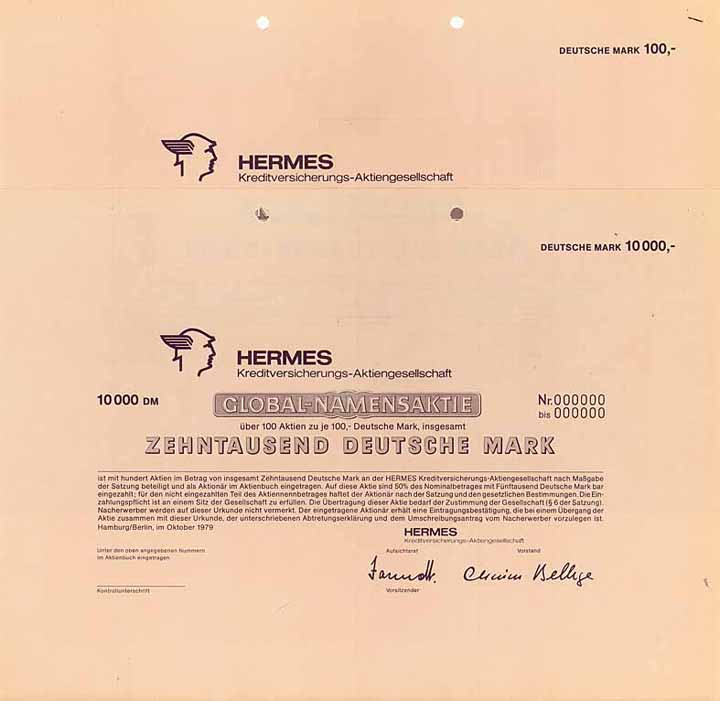 DEUTSCHE MARK 100,-
HERMES
Kreditversicherungs-Aktiengesellschaft
DEUTSCHE MARK 10 000,-
HERMES
Kreditversicherungs-Aktiengesellschaft
10 000 DM
GLOBAL-NAMENSAKTIE
Nr. 000000
bis 000000
über 100 Aktien zu je 100,- Deutsche Mark, insgesamt
ZEHNTAUSEND DEUTSCHE MARK
ist mit hundert Aktien im Betrag von insgesamt Zehntausend Deutsche Mark an der HERMES Kreditversicherungs-Aktiengesellschaft nach Maßgabe
der Satzung beteiligt und als Aktionär im Aktienbuch eingetragen. Auf diese Aktie sind 50% des Nominalbetrages mit Fünftausend Deutsche Mark bar
eingezahlt; für den nicht eingezahlten Teil des Aktiennennbetrages haftet der Aktionär nach der Satzung und den gesetzlichen Bestimmungen. Die Ein-
zahlungspflicht ist an einem Sitz der Gesellschaft zu erfüllen. Die Übertragung dieser Aktie bedarf der Zustimmung der Gesellschaft (§ 6 der Satzung).
Nacherwerber werden auf dieser Urkunde nicht vermerkt. Der eingetragene Aktionär erhält eine Eintragungsbestätigung, die bei einem Übergang der
Aktie zusammen mit dieser Urkunde, der unterschriebenen Abtretungserklärung und dem Umschreibungsantrag vom Nacherwerber vorzulegen ist.
Hamburg/Berlin, im Oktober 1979
HERMES
Kreditversicherungs-Aktiengesellschaft
Unter den oben angegebenen Nummern
im Aktienbuch eingetragen
Aufsichtsrat
Vorstand
Kontrollunterschrift
Vorsitzender